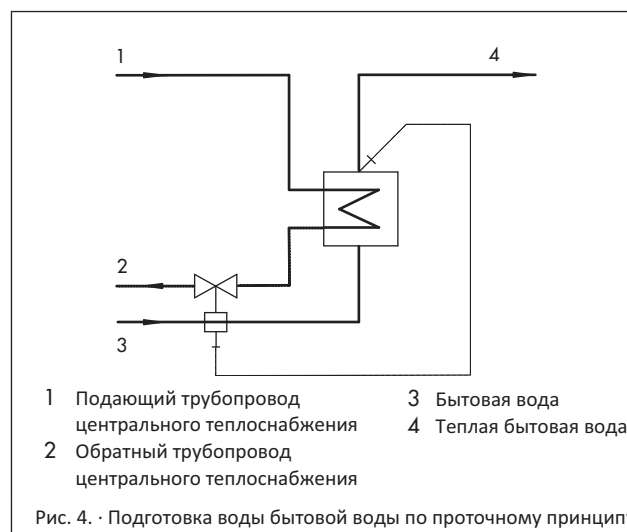 1
4
2
3
1 Подающий трубопровод
центрального теплоснабжения
2 Обратный трубопровод
центрального теплоснабжения
3 Бытовая вода
4 Теплая бытовая вода
Рис. 4. · Подготовка воды бытовой воды по проточному